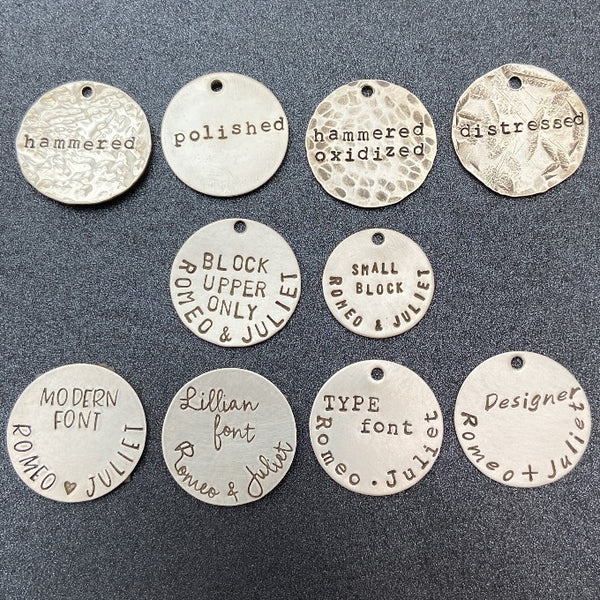 hammered
polished
hammered
oxidized
distressed
BLOCK
UPPER
ONLY
ROMEO & JULIET
SMALL
BLOCK
ROMEO & JULIET
MODERN
FONT
ROMEO ♥ JULIET
Lillian
font
Romeo & Juliet
TYPE
font
Romeo . Juliet
Designer
Romeo + Juliet